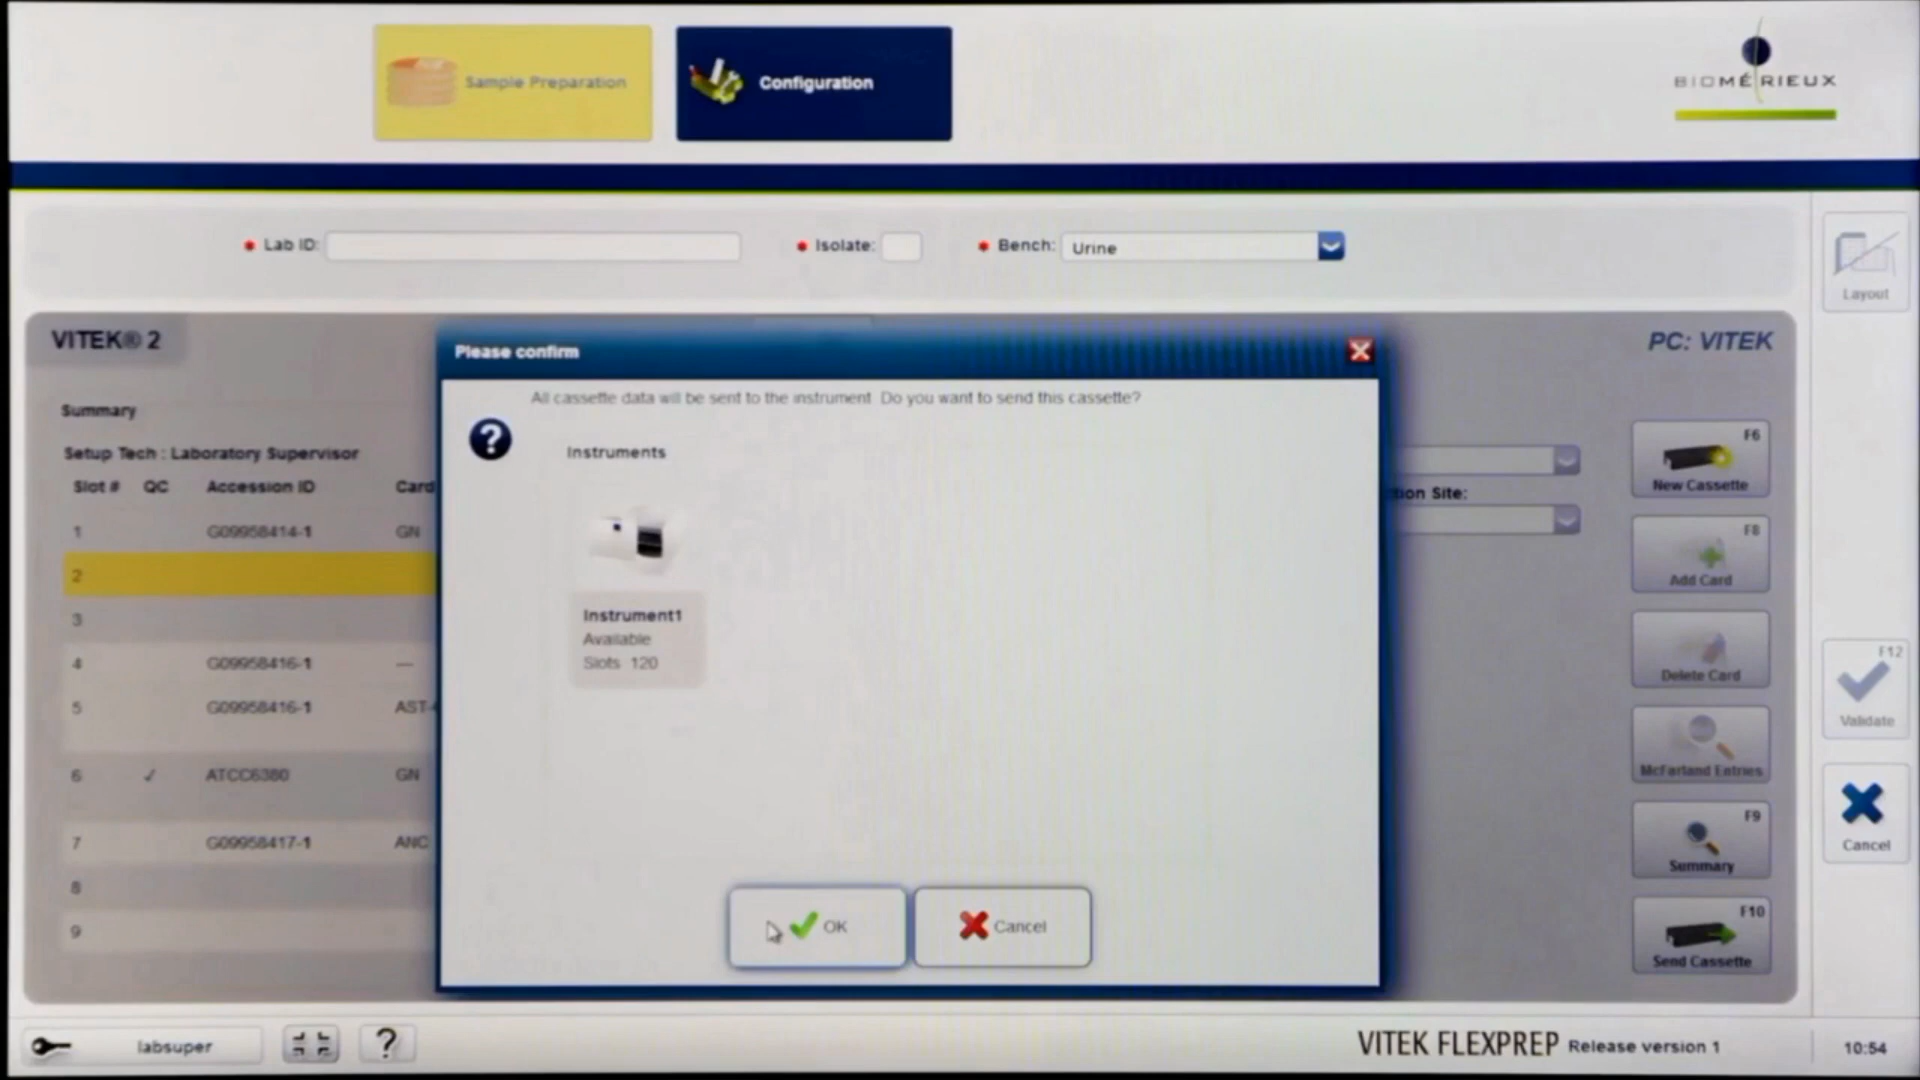 Sample Preparation
Configuration
BIOMÉRIEUX
* Lab ID:
* Isolate:
* Bench: Urine
Layout
VITEK® 2
PC: VITEK
Please confirm
All cassette data will be sent to the instrument. Do you want to send this cassette?
Instruments
Instrument1
Available
Slots 120
OK
Cancel
Summary
Setup Tech : Laboratory Supervisor
Slot # QC Accession ID Card
1 G09958414-1 GN
2
3
4 G09958416-1 —
5 G09958416-1 AST-
6 ✓ ATCC6380 GN
7 G09958417-1 ANC
8
9
tion Site:
F6
New Cassette
F8
Add Card
Delete Card
McFarland Entries
F9
Summary
F10
Send Cassette
F12
Validate
Cancel
labsuper
?
VITEK FLEXPREP Release version 1
10:54